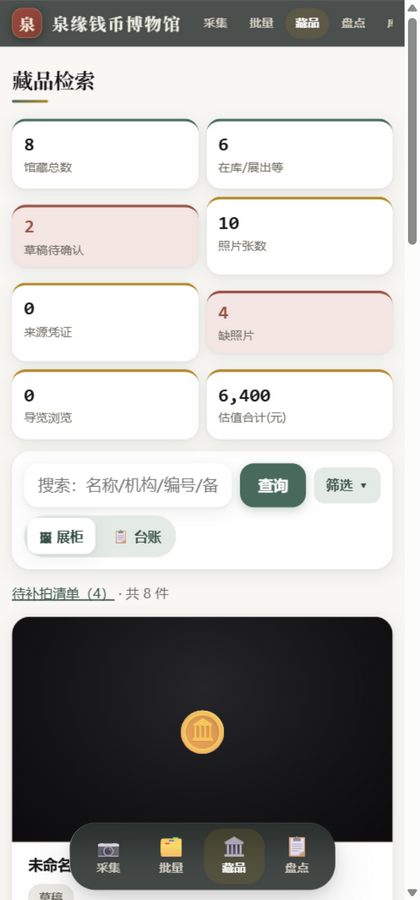 泉 泉缘钱币博物馆 采集 批量 藏品 盘点
藏品检索
8
馆藏总数
6
在库/展出等
2
草稿待确认
10
照片张数
0
来源凭证
4
缺照片
0
导览浏览
6,400
估值合计(元)
搜索：名称/机构/编号/备
查询
筛选 ▼
展柜
台账
待补拍清单（4） · 共 8 件
未命名
草稿
采集
批量
藏品
盘点